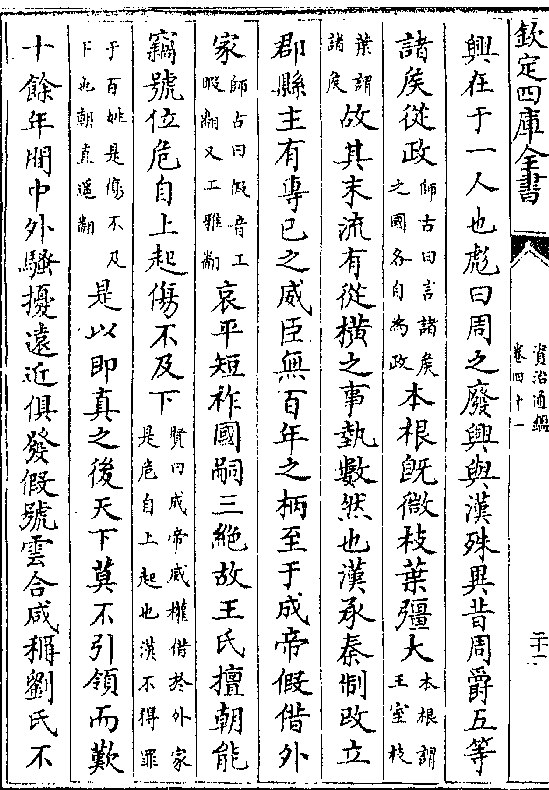 欽定四庫全書
資治通鑑
卷四十一
二十二
興在于一人也彪曰周之廢興與漢殊異昔周爵五等
諸矦從政師古曰言諸矦之國各自為政本根旣微枝葉彊大本根謂王室枝
葉謂諸矦故其末流有從橫之事埶數然也漢承秦制改立
郡縣主有專已之威臣無百年之柄至于成帝假借外
家師古曰假音工暇翻又工雅翻哀平短祚國嗣三絶故王氏擅朝能
竊號位危自上起傷不及下賢曰成帝威權借於外家是危自上起也漢不得罪
于百姓是傷不及下也朝直遥翻是以即真之後天下莫不引領而歎
十餘年間中外騷擾遠近俱發假號雲合咸稱劉氏不